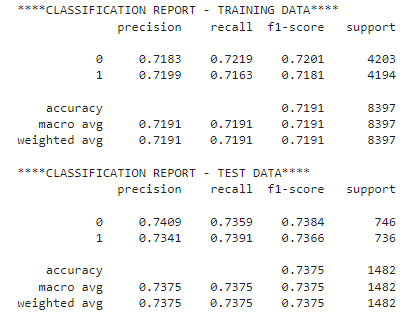 ****CLASSIFICATION REPORT - TRAINING DATA****
precision recall f1-score support
0 0.7183 0.7219 0.7201 4203
1 0.7199 0.7163 0.7181 4194
accuracy 0.7191 8397
macro avg 0.7191 0.7191 0.7191 8397
weighted avg 0.7191 0.7191 0.7191 8397
****CLASSIFICATION REPORT - TEST DATA****
precision recall f1-score support
0 0.7409 0.7359 0.7384 746
1 0.7341 0.7391 0.7366 736
accuracy 0.7375 1482
macro avg 0.7375 0.7375 0.7375 1482
weighted avg 0.7375 0.7375 0.7375 1482